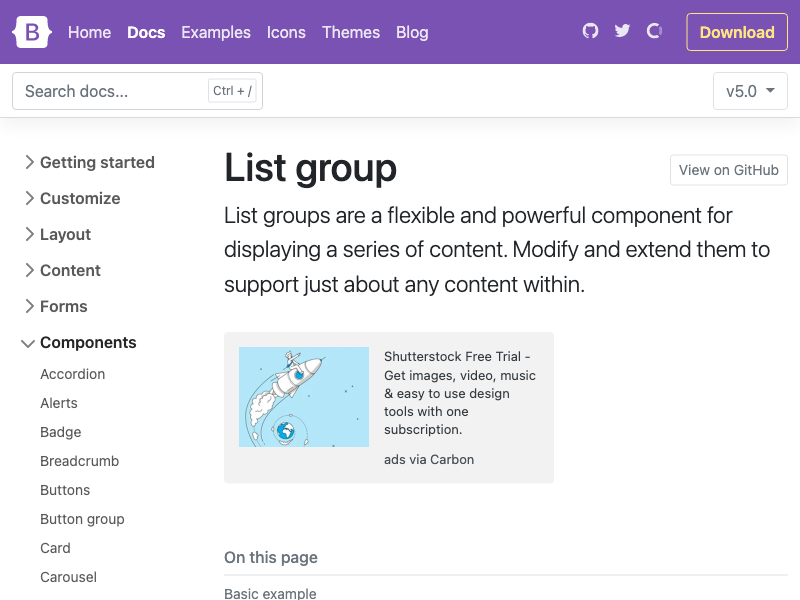 B Home Docs Examples Icons Themes Blog Download
Search docs... Ctrl + / v5.0
Getting started
Customize
Layout
Content
Forms
Components
Accordion
Alerts
Badge
Breadcrumb
Buttons
Button group
Card
Carousel
List group
View on GitHub
List groups are a flexible and powerful component for
displaying a series of content. Modify and extend them to
support just about any content within.
Shutterstock Free Trial -
Get images, video, music
& easy to use design
tools with one
subscription.
ads via Carbon
On this page
Basic example